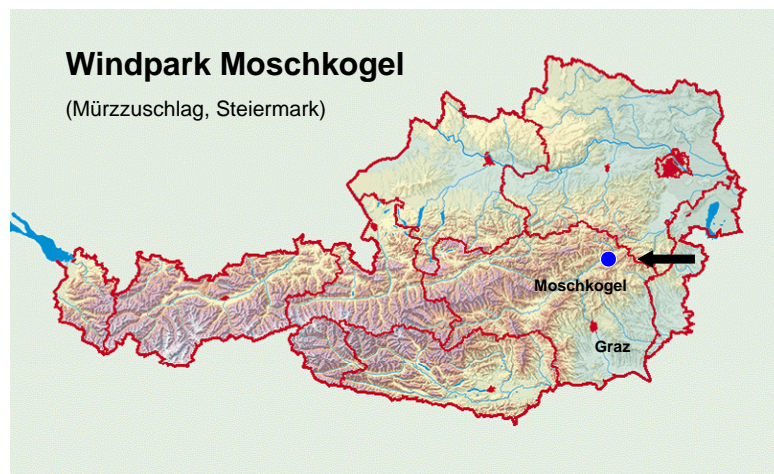 Windpark Moschkogel
(Mürzzuschlag, Steiermark)
Moschkogel
Graz